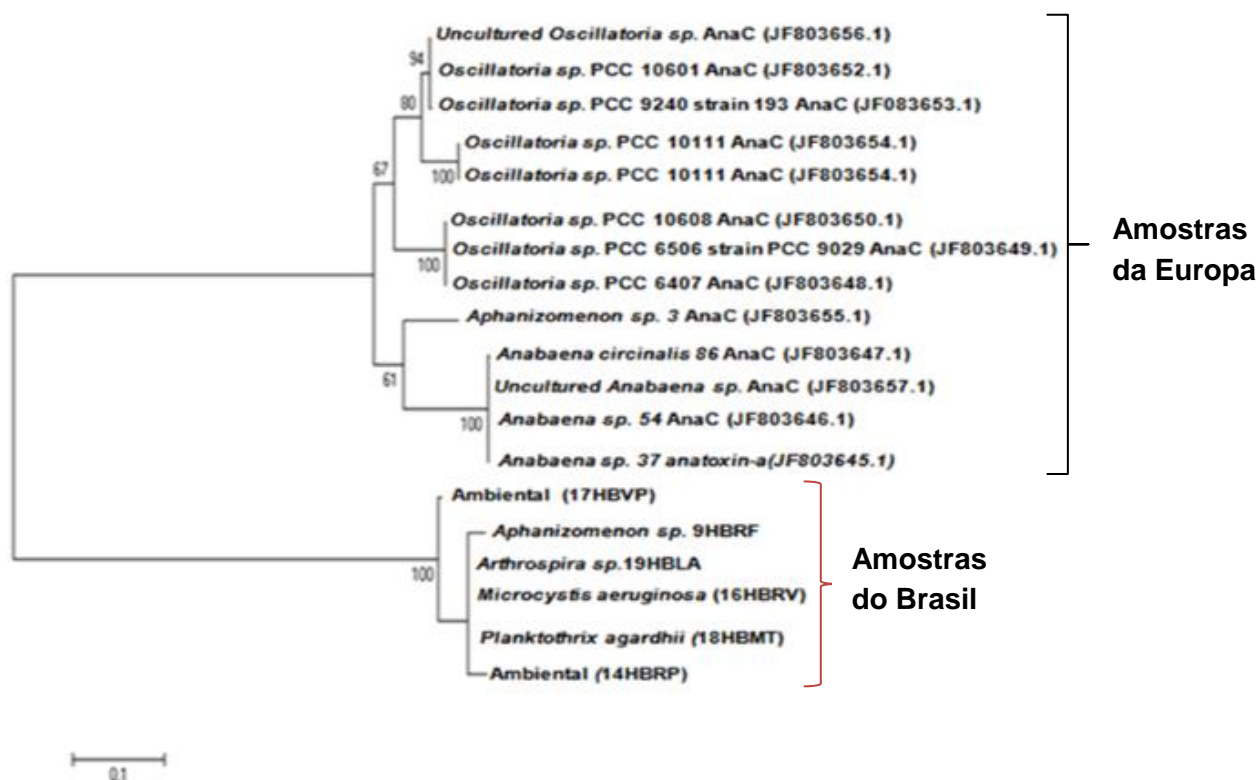 Uncultured Oscillatoria sp. AnaC (JF803656.1)
94
Oscillatoria sp. PCC 10601 AnaC (JF803652.1)
80
Oscillatoria sp. PCC 9240 strain 193 AnaC (JF083653.1)
Oscillatoria sp. PCC 10111 AnaC (JF803654.1)
67
100
Oscillatoria sp. PCC 10111 AnaC (JF803654.1)
Oscillatoria sp. PCC 10608 AnaC (JF803650.1)
Oscillatoria sp. PCC 6506 strain PCC 9029 AnaC (JF803649.1)
100
Oscillatoria sp. PCC 6407 AnaC (JF803648.1)
Amostras
da Europa
Aphanizomenon sp. 3 AnaC (JF803655.1)
Anabaena circinalis 86 AnaC (JF803647.1)
61
Uncultured Anabaena sp. AnaC (JF803657.1)
100
Anabaena sp. 54 AnaC (JF803646.1)
Anabaena sp. 37 anatoxin-a(JF803645.1)
Ambiental (17HBVP)
Aphanizomenon sp. 9HBRF
100
Arthrospira sp.19HBLA
Microcystis aeruginosa (16HBRV)
Planktothrix agardhii (18HBMT)
Ambiental (14HBRP)
Amostras
do Brasil
0.1